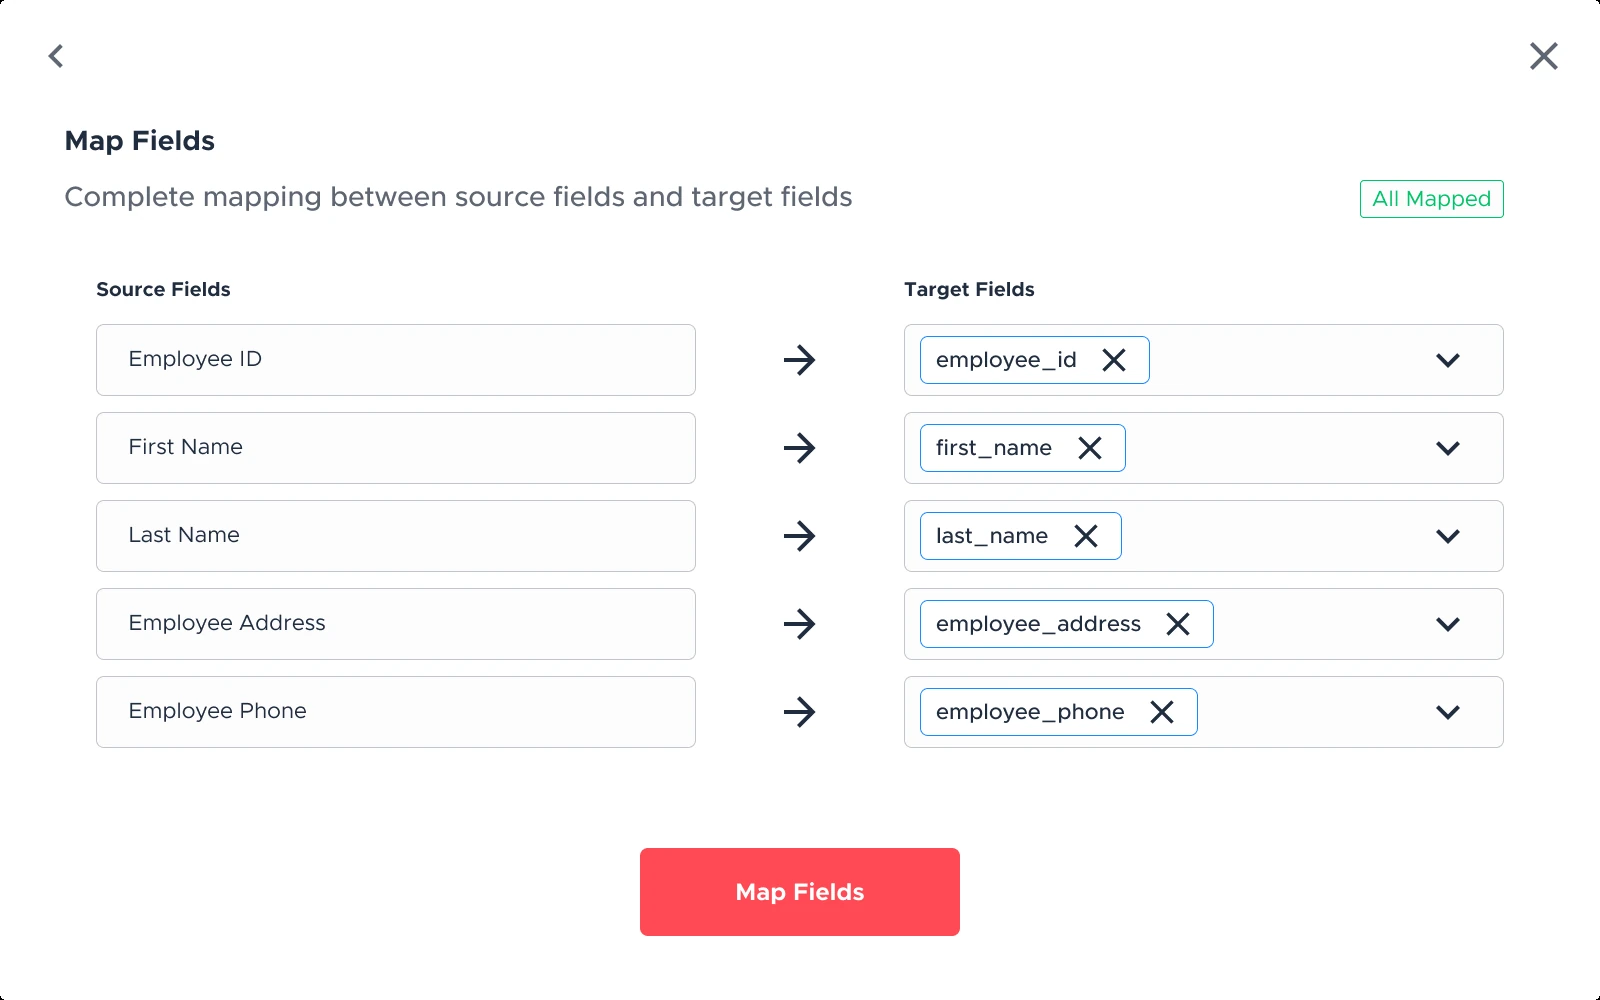 Map Fields
Complete mapping between source fields and target fields
All Mapped
Source Fields
Target Fields
Employee ID
employee_id
First Name
first_name
Last Name
last_name
Employee Address
employee_address
Employee Phone
employee_phone
Map Fields